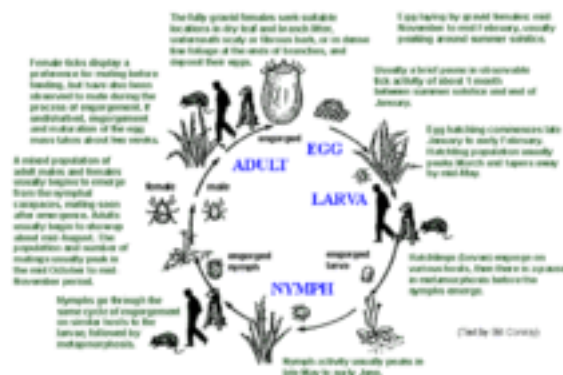 The fully gravid females seek suitable
locations in dry leaf and branch litter,
underneath scaly or fibrous bark, or in dense
fine foliage at the ends of branches, and
deposit their eggs.
Egg laying by gravid females: mid
November to mid February, usually
peaking around summer solstice.
Female ticks display a
preference for mating before
feeding, but have also been
observed to mate during the
process of engorgement. If
undisturbed, engorgement
and maturation of the egg
mass takes about two weeks.
Usually a brief pause in observable
tick activity of about 1 month
between summer solstice and end of
January.
engorged
EGG
ADULT
Egg hatching commences late
January to early February.
Hatching population usually
peaks March and tapers away
by mid-May.
A mixed population of
adult males and females
usually begins to emerge
from the nymphal
carapaces, mating soon
after emergence. Adults
usually begin to show up
about mid-August. The
population and number of
matings usually peak in
the mid October to mid-
November period.
female
male
LARVA
engorged
nymph
engorged
larva
NYMPH
Hatchlings (larvae) engorge on
various hosts, then there is a pause
in metamorphosis before the
nymphs emerge.
Nymphs go through the
same cycle of engorgement
on similar hosts to the
larvae, followed by
metamorphosis.
Nymph activity usually peaks in
late May to early June.
(Text by Bill